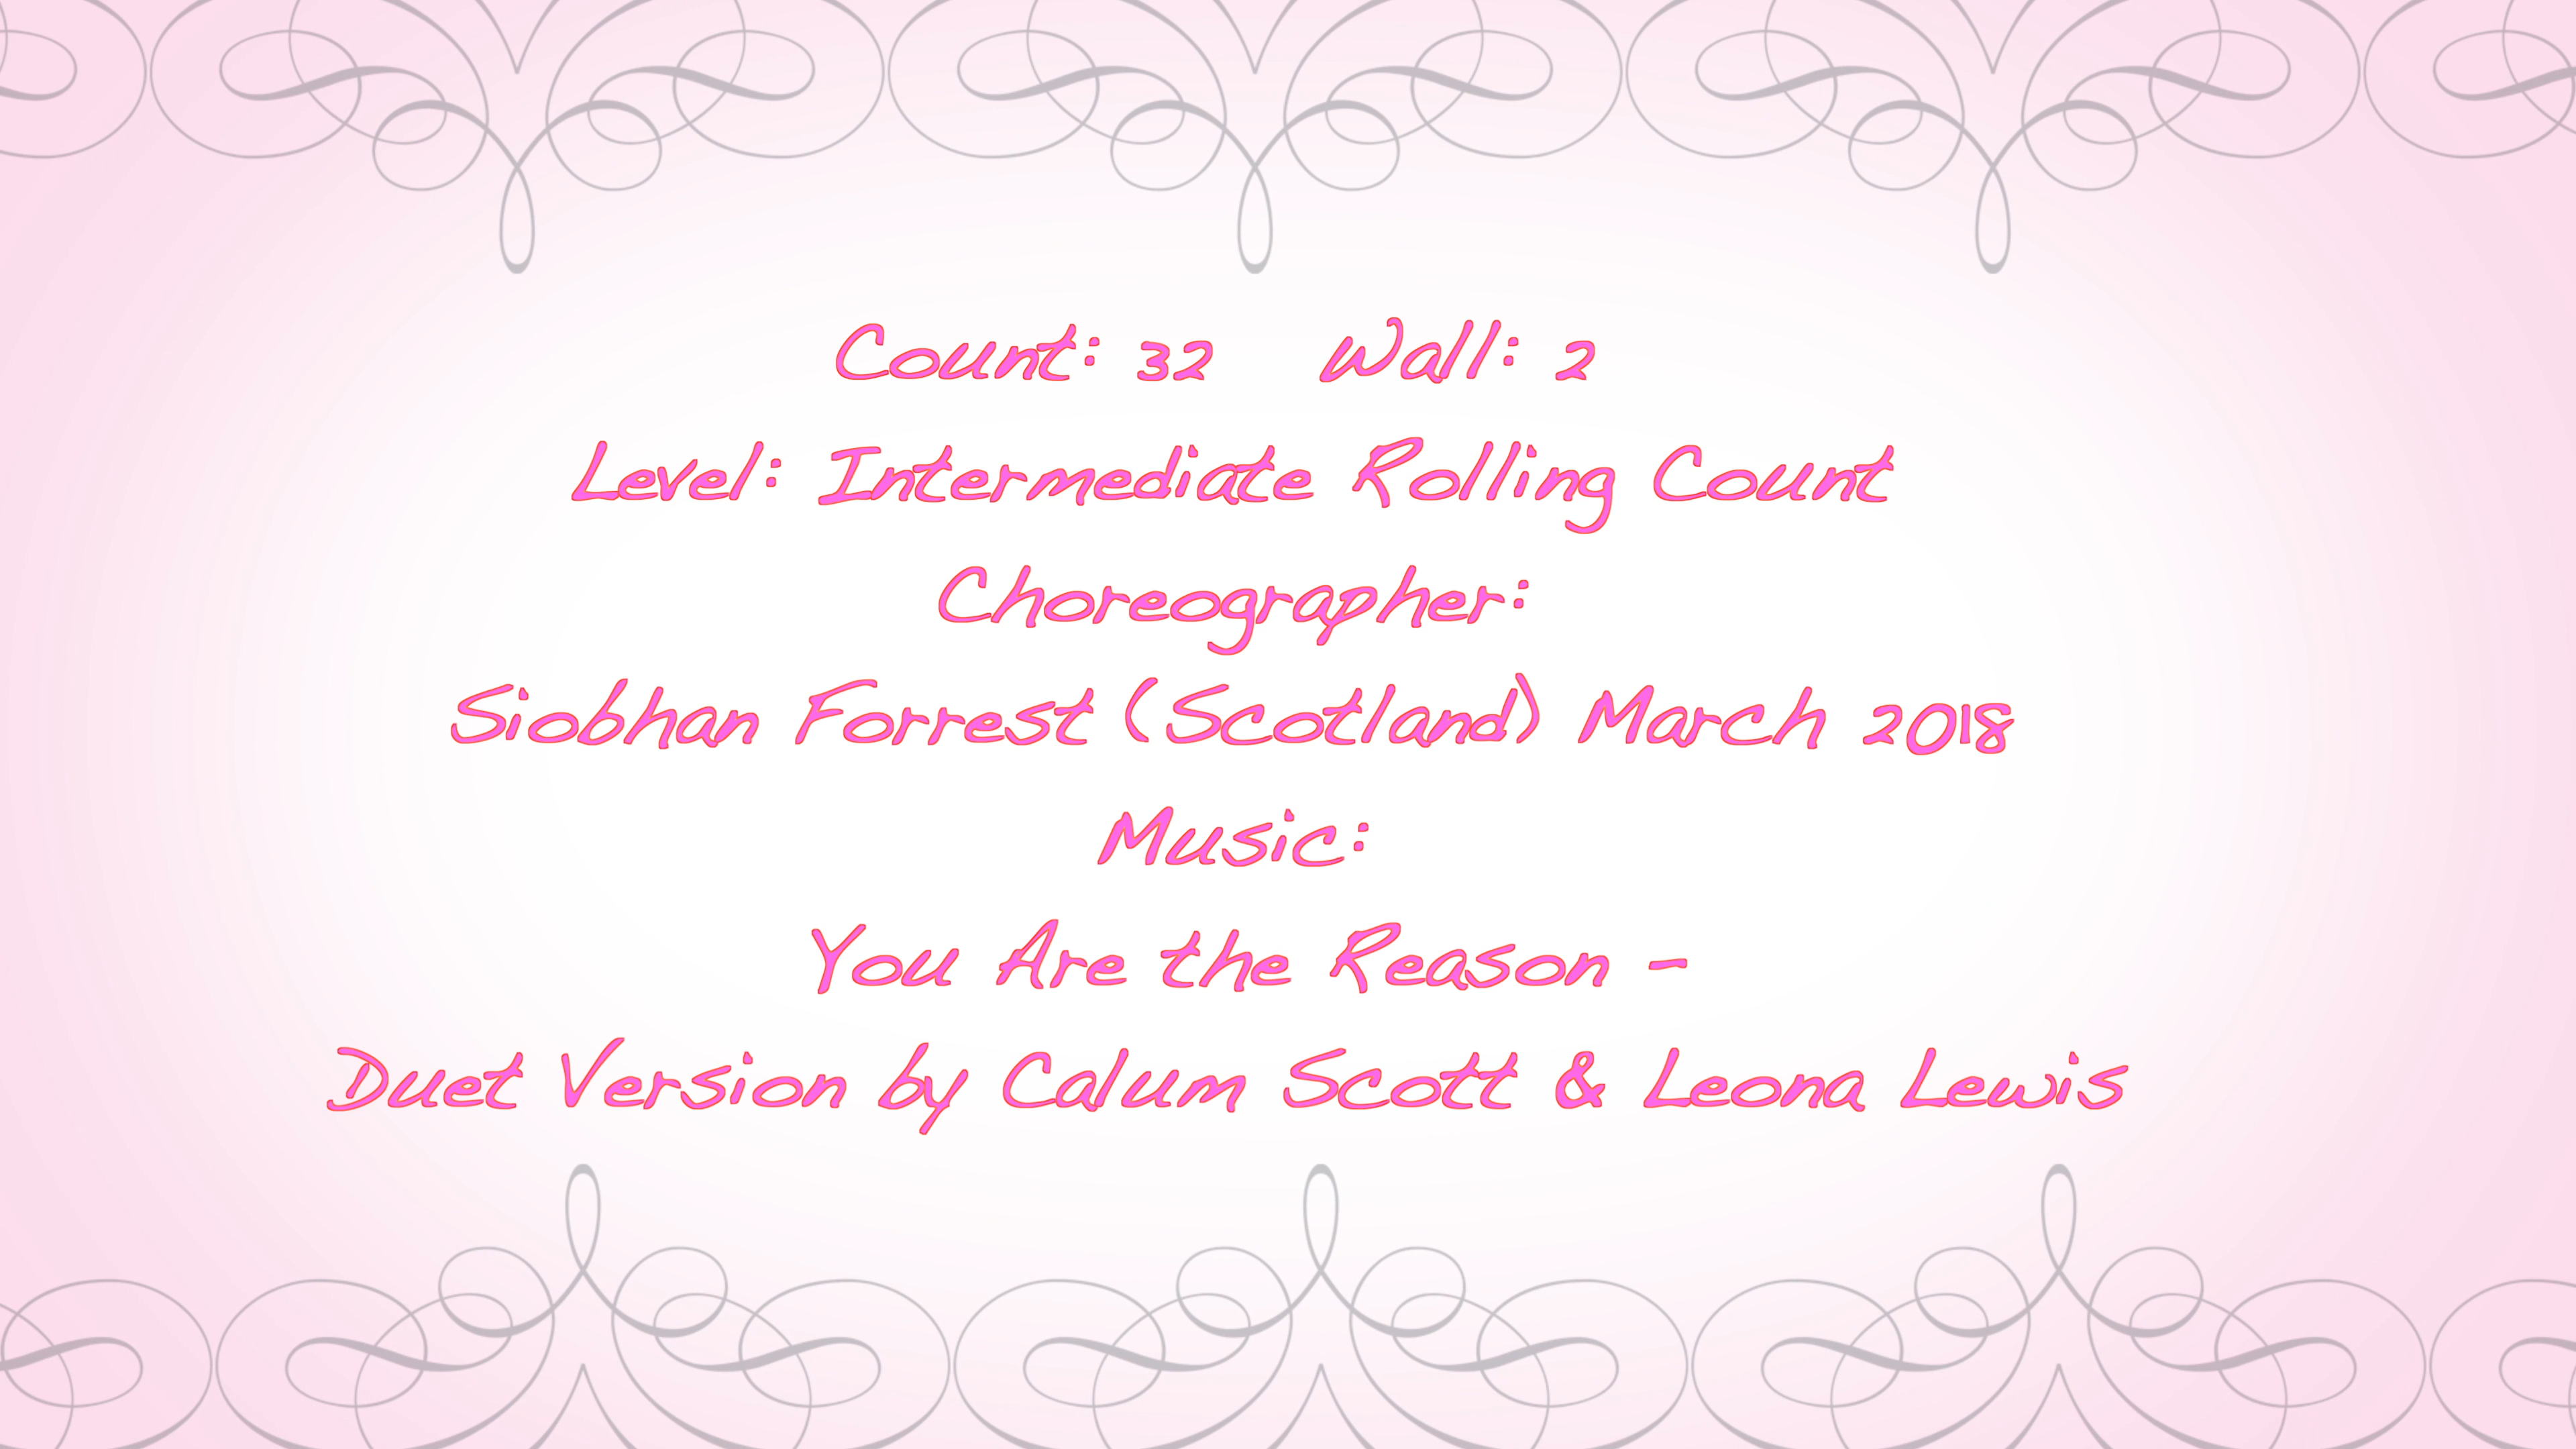 Count: 32 Wall: 2
Level: Intermediate Rolling Count
Choreographer:
Siobhan Forrest (Scotland) March 2018
Music:
You Are the Reason -
Duet Version by Calum Scott & Leona Lewis